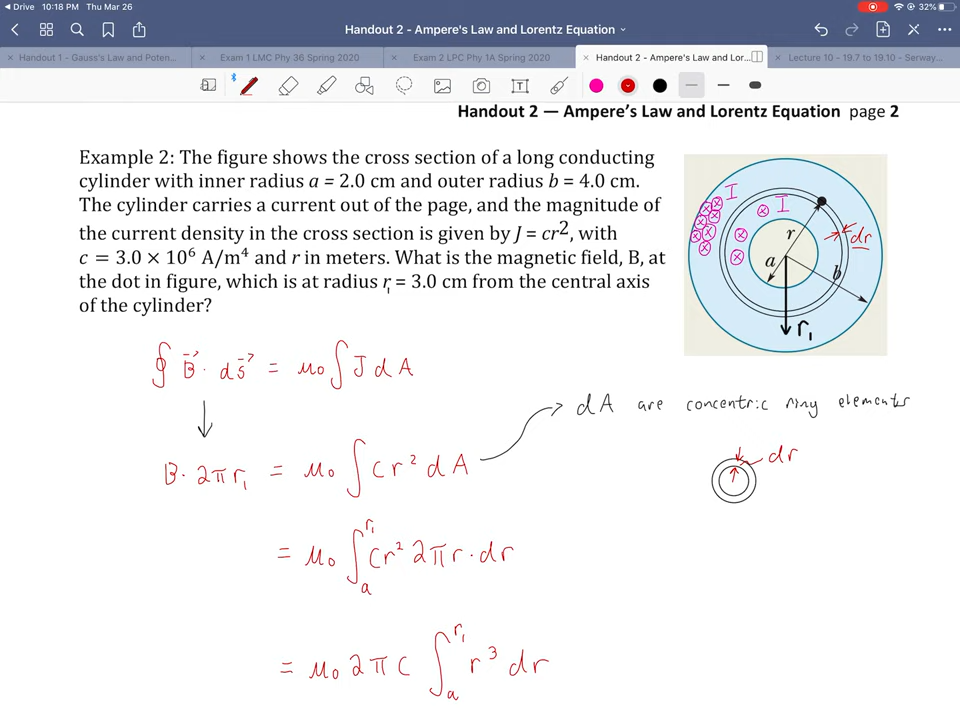 Drive 10:18 PM Thu Mar 26 32%
Handout 2 - Ampere's Law and Lorentz Equation
Handout 1 - Gauss's Law and Poten...
Exam 1 LMC Phy 36 Spring 2020
Exam 2 LPC Phy 1A Spring 2020
Handout 2 - Ampere's Law and Lor...
Lecture 10 - 19.7 to 19.10 - Serway...
Handout 2 — Ampere's Law and Lorentz Equation page 2
Example 2: The figure shows the cross section of a long conducting
cylinder with inner radius a = 2.0 cm and outer radius b = 4.0 cm.
The cylinder carries a current out of the page, and the magnitude of
the current density in the cross section is given by J = cr², with
c = 3.0 × 10⁶ A/m⁴ and r in meters. What is the magnetic field, B, at
the dot in figure, which is at radius r₁ = 3.0 cm from the central axis
of the cylinder?
I
I
r
dr
a
b
r₁
∮ B⃗ · ds⃗ = μ₀ ∫ J dA
dA are concentric ring elements
B · 2πr₁ = μ₀ ∫ Cr² dA
dr
= μ₀ ∫ₐ^r₁ Cr² 2πr · dr
= μ₀ 2π C ∫ₐ^r₁ r³ dr